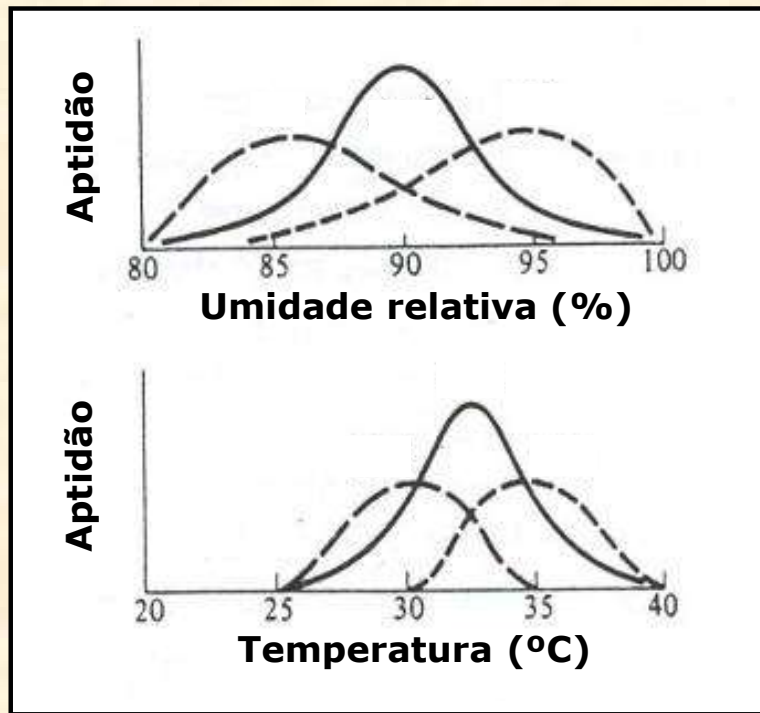 Aptidão
80 85 90 95 100
Umidade relativa (%)
Aptidão
20 25 30 35 40
Temperatura (ºC)